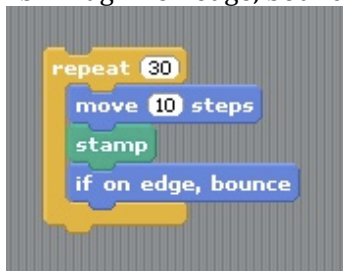 repeat 30
move 10 steps
stamp
if on edge, bounce